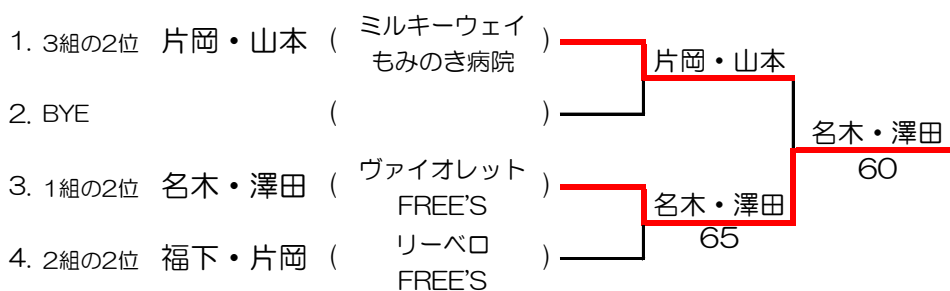 1. 3組の2位 片岡・山本 ( ミルキーウェイ もみのき病院 )
2. BYE ( )
3. 1組の2位 名木・澤田 ( ヴァイオレット FREE'S )
4. 2組の2位 福下・片岡 ( リーベロ FREE'S )
片岡・山本
名木・澤田
65
名木・澤田
60